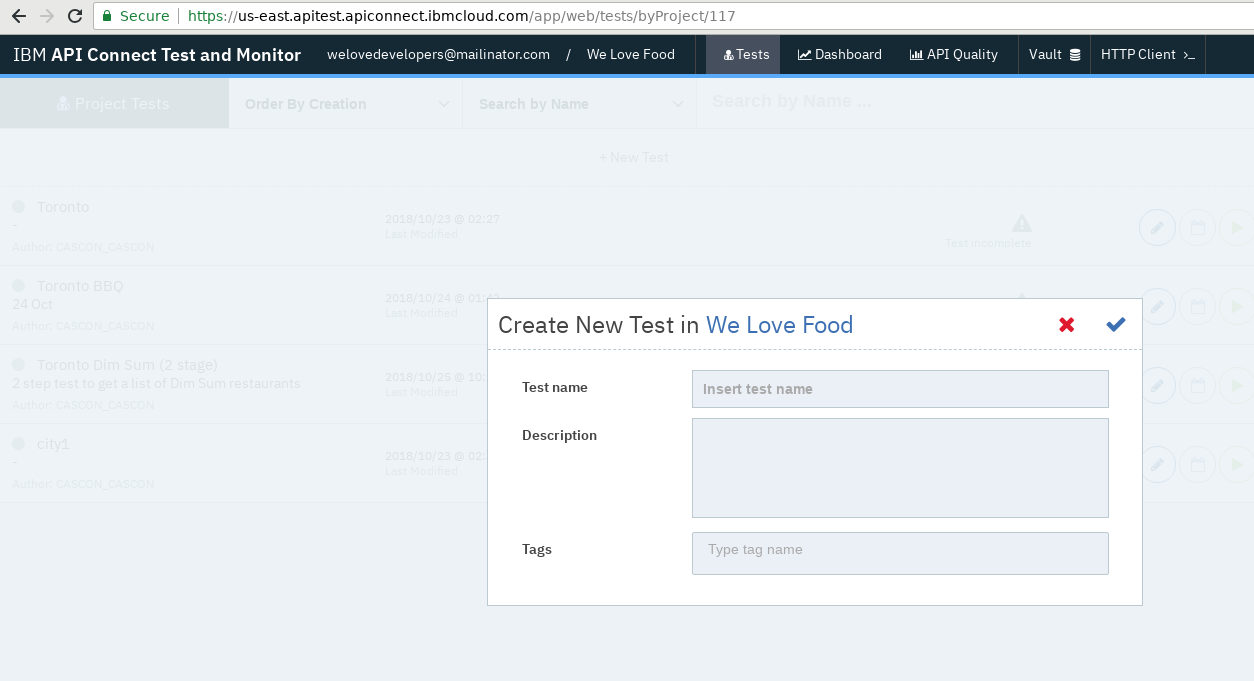 Secure https://us-east.apitest.apiconnect.ibmcloud.com/app/web/tests/byProject/117
IBM API Connect Test and Monitor welovedevelopers@mailinator.com / We Love Food Tests Dashboard API Quality Vault HTTP Client
Project Tests Order By Creation Search by Name Search by Name ...
+ New Test
Toronto
-
Author: CASCON_CASCON
2018/10/23 @ 02:27
Last Modified
Test incomplete
Toronto BBQ
24 Oct
Author: CASCON_CASCON
2018/10/24 @ 01:
Last Modified
Toronto Dim Sum (2 stage)
2 step test to get a list of Dim Sum restaurants
Author: CASCON_CASCON
2018/10/25 @ 10:
Last Modified
city1
-
Author: CASCON_CASCON
2018/10/23 @ 02:
Last Modified
Create New Test in We Love Food
Test name Insert test name
Description
Tags Type tag name